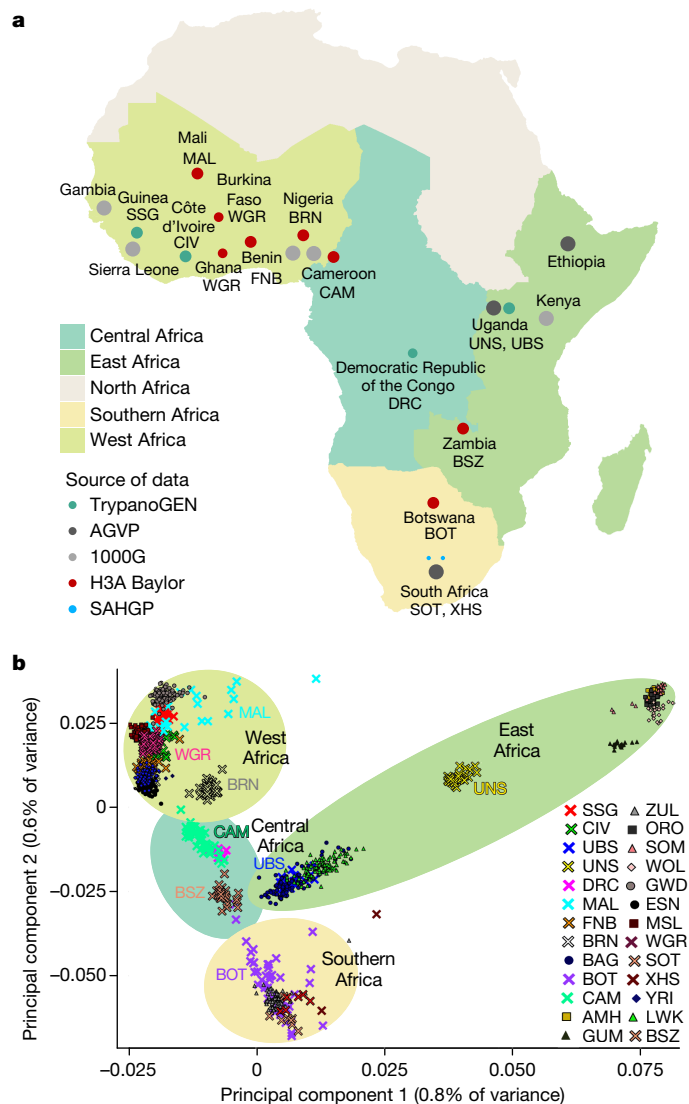 a
Mali
MAL
Burkina
Faso
WGR
Gambia
Guinea
SSG
Côte
d'Ivoire
CIV
Nigeria
BRN
Sierra Leone
Ghana
WGR
Benin
FNB
Cameroon
CAM
Ethiopia
Kenya
Uganda
UNS, UBS
Democratic Republic
of the Congo
DRC
Zambia
BSZ
Botswana
BOT
South Africa
SOT, XHS
Central Africa
East Africa
North Africa
Southern Africa
West Africa
Source of data
TrypanoGEN
AGVP
1000G
H3A Baylor
SAHGP
b
Principal component 2 (0.6% of variance)
0.025
0
-0.025
-0.050
MAL
WGR
West
Africa
BRN
East
Africa
UNS
CAM
Central
Africa
UBS
BSZ
BOT
Southern
Africa
SSG
CIV
UBS
UNS
DRC
MAL
FNB
BRN
BAG
BOT
CAM
AMH
GUM
ZUL
ORO
SOM
WOL
GWD
ESN
MSL
WGR
SOT
XHS
YRI
LWK
BSZ
-0.025
0
0.025
0.050
0.075
Principal component 1 (0.8% of variance)